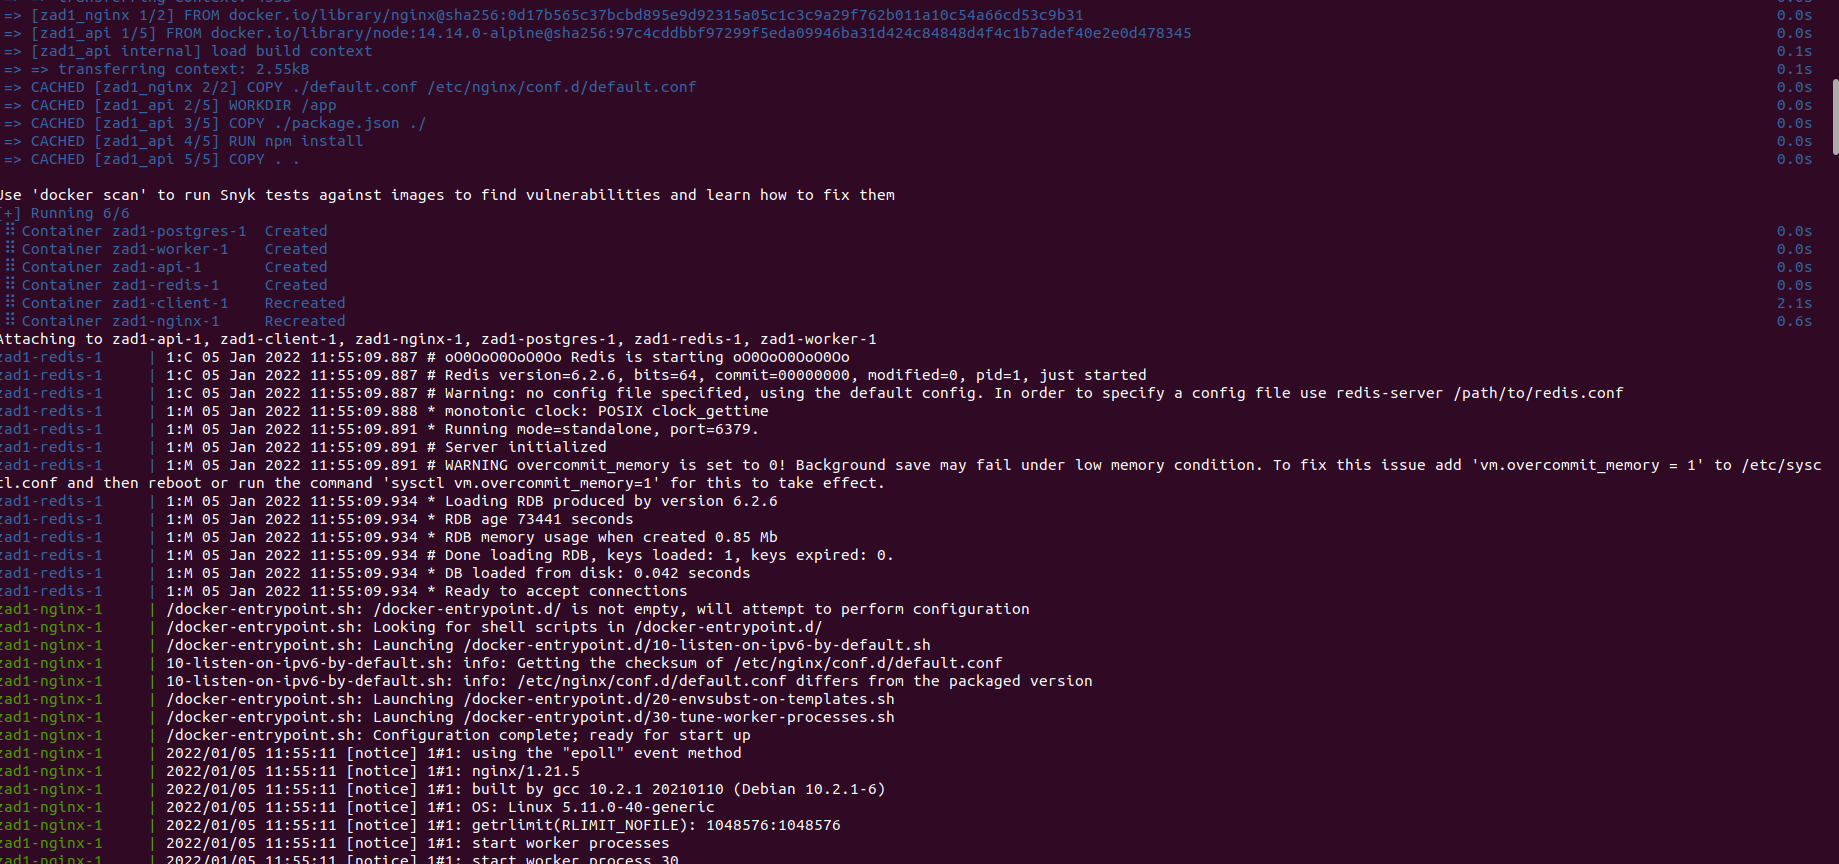 => [zad1_nginx 1/2] FROM docker.io/library/nginx@sha256:0d17b565c37bcbd895e9d92315a05c1c3c9a29f762b011a10c54a66cd53c9b31 0.0s
=> [zad1_api 1/5] FROM docker.io/library/node:14.14.0-alpine@sha256:97c4cddbbf97299f5eda09946ba31d424c84848d4f4c1b7adef40e2e0d478345 0.0s
=> [zad1_api internal] load build context 0.1s
=> => transferring context: 2.55kB 0.1s
=> CACHED [zad1_nginx 2/2] COPY ./default.conf /etc/nginx/conf.d/default.conf 0.0s
=> CACHED [zad1_api 2/5] WORKDIR /app 0.0s
=> CACHED [zad1_api 3/5] COPY ./package.json ./ 0.0s
=> CACHED [zad1_api 4/5] RUN npm install 0.0s
=> CACHED [zad1_api 5/5] COPY . . 0.0s
Use 'docker scan' to run Snyk tests against images to find vulnerabilities and learn how to fix them
[+] Running 6/6
⠿ Container zad1-postgres-1 Created 0.0s
⠿ Container zad1-worker-1 Created 0.0s
⠿ Container zad1-api-1 Created 0.0s
⠿ Container zad1-redis-1 Created 0.0s
⠿ Container zad1-client-1 Recreated 2.1s
⠿ Container zad1-nginx-1 Recreated 0.6s
Attaching to zad1-api-1, zad1-client-1, zad1-nginx-1, zad1-postgres-1, zad1-redis-1, zad1-worker-1
zad1-redis-1 | 1:C 05 Jan 2022 11:55:09.887 # oO0OoO0OoO0Oo Redis is starting oO0OoO0OoO0Oo
zad1-redis-1 | 1:C 05 Jan 2022 11:55:09.887 # Redis version=6.2.6, bits=64, commit=00000000, modified=0, pid=1, just started
zad1-redis-1 | 1:C 05 Jan 2022 11:55:09.887 # Warning: no config file specified, using the default config. In order to specify a config file use redis-server /path/to/redis.conf
zad1-redis-1 | 1:M 05 Jan 2022 11:55:09.888 * monotonic clock: POSIX clock_gettime
zad1-redis-1 | 1:M 05 Jan 2022 11:55:09.891 * Running mode=standalone, port=6379.
zad1-redis-1 | 1:M 05 Jan 2022 11:55:09.891 # Server initialized
zad1-redis-1 | 1:M 05 Jan 2022 11:55:09.891 # WARNING overcommit_memory is set to 0! Background save may fail under low memory condition. To fix this issue add 'vm.overcommit_memory = 1' to /etc/sysc
tl.conf and then reboot or run the command 'sysctl vm.overcommit_memory=1' for this to take effect.
zad1-redis-1 | 1:M 05 Jan 2022 11:55:09.934 * Loading RDB produced by version 6.2.6
zad1-redis-1 | 1:M 05 Jan 2022 11:55:09.934 * RDB age 73441 seconds
zad1-redis-1 | 1:M 05 Jan 2022 11:55:09.934 * RDB memory usage when created 0.85 Mb
zad1-redis-1 | 1:M 05 Jan 2022 11:55:09.934 # Done loading RDB, keys loaded: 1, keys expired: 0.
zad1-redis-1 | 1:M 05 Jan 2022 11:55:09.934 * DB loaded from disk: 0.042 seconds
zad1-redis-1 | 1:M 05 Jan 2022 11:55:09.934 * Ready to accept connections
zad1-nginx-1 | /docker-entrypoint.sh: /docker-entrypoint.d/ is not empty, will attempt to perform configuration
zad1-nginx-1 | /docker-entrypoint.sh: Looking for shell scripts in /docker-entrypoint.d/
zad1-nginx-1 | /docker-entrypoint.sh: Launching /docker-entrypoint.d/10-listen-on-ipv6-by-default.sh
zad1-nginx-1 | 10-listen-on-ipv6-by-default.sh: info: Getting the checksum of /etc/nginx/conf.d/default.conf
zad1-nginx-1 | 10-listen-on-ipv6-by-default.sh: info: /etc/nginx/conf.d/default.conf differs from the packaged version
zad1-nginx-1 | /docker-entrypoint.sh: Launching /docker-entrypoint.d/20-envsubst-on-templates.sh
zad1-nginx-1 | /docker-entrypoint.sh: Launching /docker-entrypoint.d/30-tune-worker-processes.sh
zad1-nginx-1 | /docker-entrypoint.sh: Configuration complete; ready for start up
zad1-nginx-1 | 2022/01/05 11:55:11 [notice] 1#1: using the "epoll" event method
zad1-nginx-1 | 2022/01/05 11:55:11 [notice] 1#1: nginx/1.21.5
zad1-nginx-1 | 2022/01/05 11:55:11 [notice] 1#1: built by gcc 10.2.1 20210110 (Debian 10.2.1-6)
zad1-nginx-1 | 2022/01/05 11:55:11 [notice] 1#1: OS: Linux 5.11.0-40-generic
zad1-nginx-1 | 2022/01/05 11:55:11 [notice] 1#1: getrlimit(RLIMIT_NOFILE): 1048576:1048576
zad1-nginx-1 | 2022/01/05 11:55:11 [notice] 1#1: start worker processes
zad1-nginx-1 | 2022/01/05 11:55:11 [notice] 1#1: start worker process 30